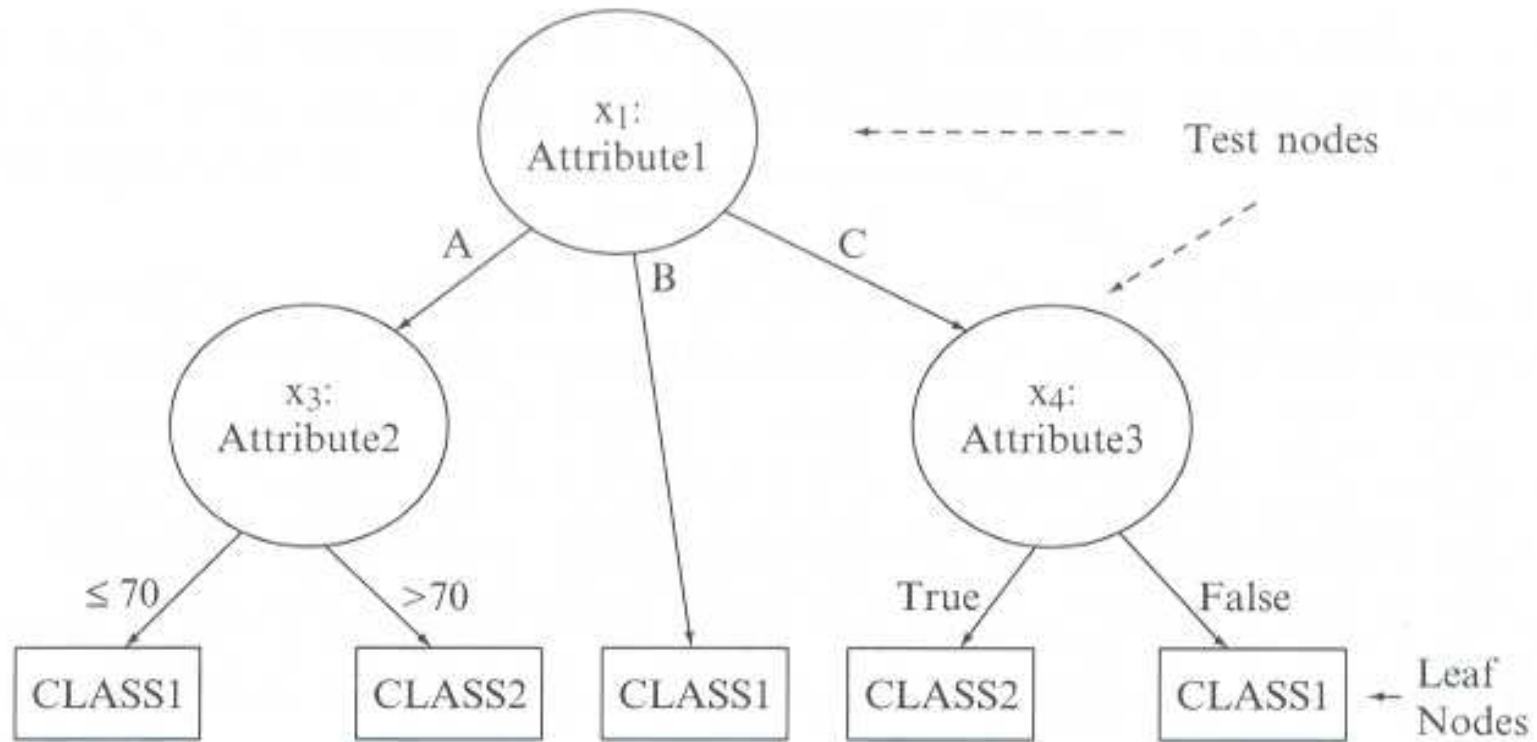 x1:
Attribute1
Test nodes
A
B
C
x3:
Attribute2
x4:
Attribute3
≤ 70
>70
True
False
CLASS1
CLASS2
CLASS1
CLASS2
CLASS1
Leaf
Nodes